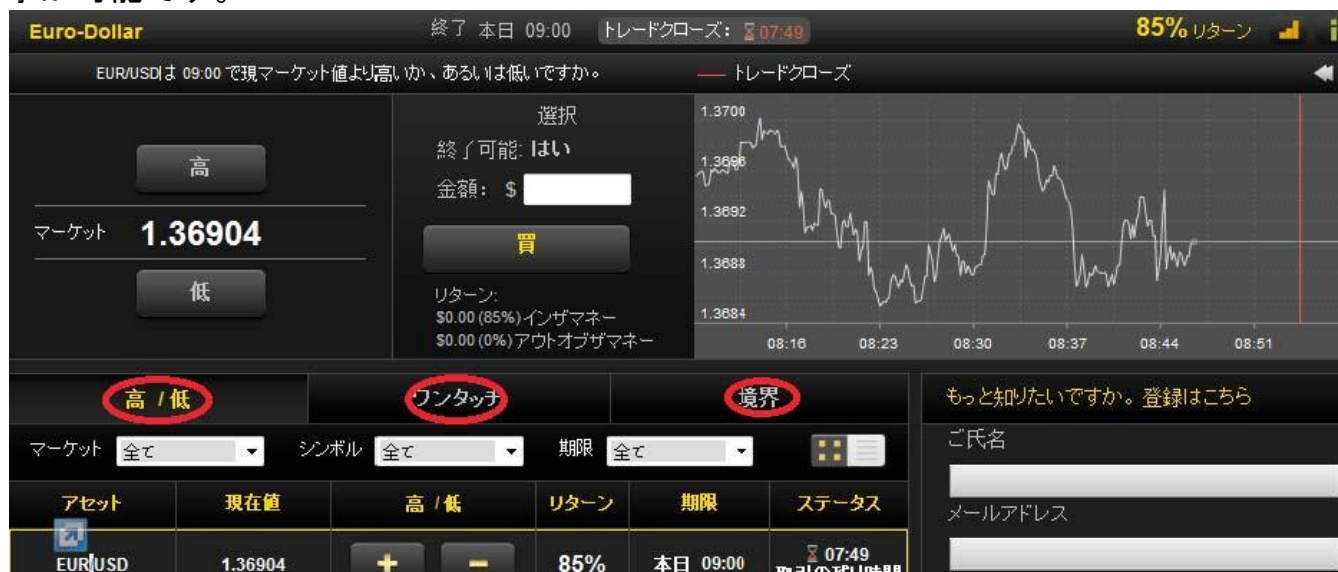 Euro-Dollar 終了 本日 09:00 トレードクローズ: 07:49 85% リターン
EUR/USDは 09:00 で現マーケット値より高いか、あるいは低いですか。 トレードクローズ
選択
高
終了可能: はい
金額: $
マーケット 1.36904
買
低
リターン:
$0.00 (85%)インザマネー
$0.00 (0%)アウトオブザマネー
1.3700
1.3696
1.3692
1.3688
1.3684
08:16 08:23 08:30 08:37 08:44 08:51
高 / 低 ワンタッチ 境界
もっと知りたいですか。登録はこちら
マーケット 全て シンボル 全て 期限 全て
ご氏名
アセット 現在値 高 / 低 リターン 期限 ステータス
メールアドレス
EUR/USD 1.36904 + - 85% 本日 09:00 07:49
取引の残り時間